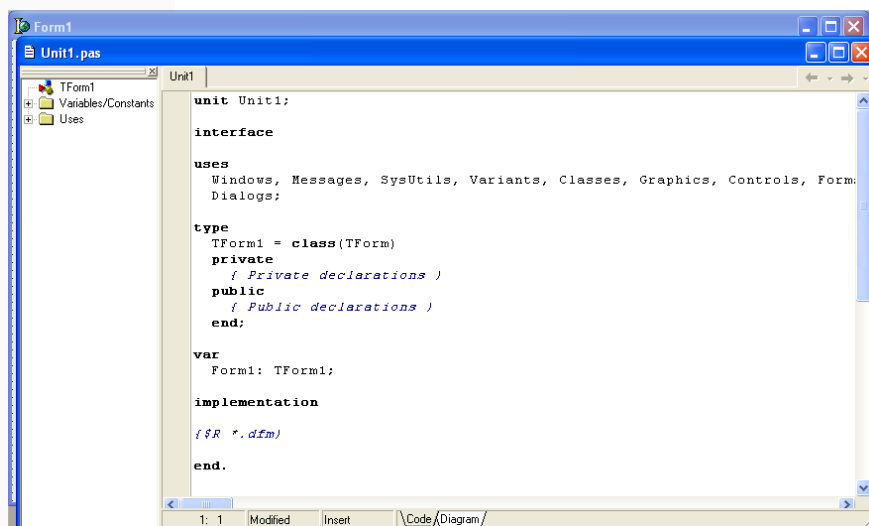 Form1
Unit1.pas
TForm1
Variables/Constants
Uses
Unit1
unit Unit1;
interface
uses
Windows, Messages, SysUtils, Variants, Classes, Graphics, Controls,
Dialogs;
type
TForm1 = class(TForm)
private
{ Private declarations }
public
{ Public declarations }
end;
var
Form1: TForm1;
implementation
{$R *.dfm}
end.
1: 1 Modified Insert \Code/Diagram/